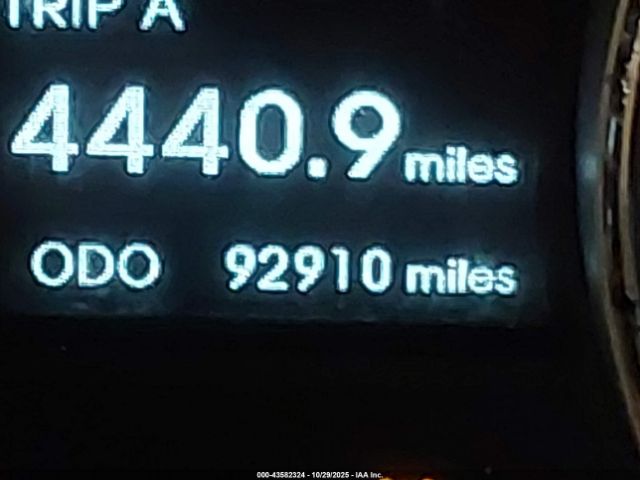 TRIP A
4440.9 miles
ODO 92910 miles
000-43582324 - 10/29/2025 - IAA Inc.